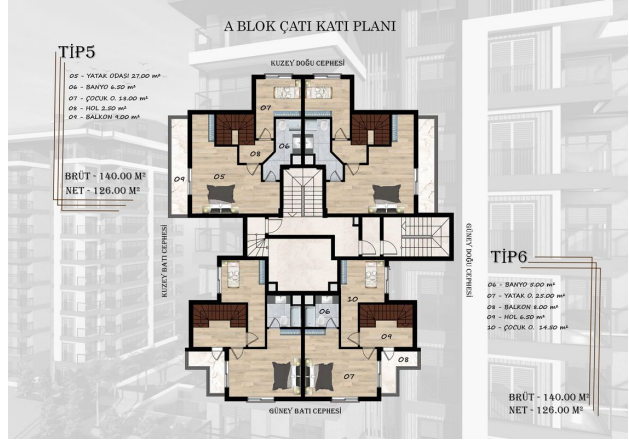 A BLOK ÇATI KATI PLANI
TİP5
05 - YATAK ODASI 27.00 m²
06 - BANYO 6.50 m²
07 - ÇOCUK O. 18.00 m²
08 - HOL 2.50 m²
09 - BALKON 9.00 m²
BRÜT - 140.00 M²
NET - 126.00 M²
KUZEY DOĞU CEPHESİ
07
08
06
09
05
KUZEY BATI CEPHESİ
GÜNEY DOĞU CEPHESİ
TİP6
06 - BANYO 5.00 m²
07 - YATAK O. 25.00 m²
08 - BALKON 8.00 m²
09 - HOL 6.50 m²
10 - ÇOCUK O. 14.50 m²
BRÜT - 140.00 M²
NET - 126.00 M²
10
06
09
08
07
GÜNEY BATI CEPHESİ